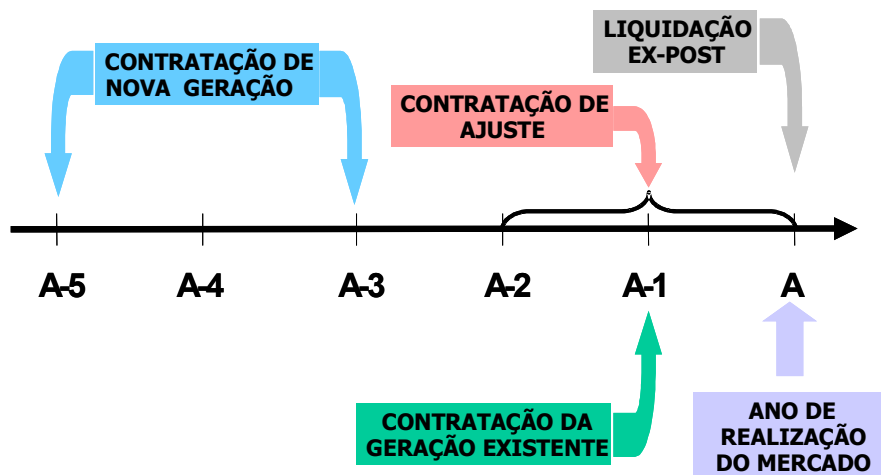 CONTRATAÇÃO DE
NOVA GERAÇÃO
LIQUIDAÇÃO
EX-POST
CONTRATAÇÃO DE
AJUSTE
A-5
A-4
A-3
A-2
A-1
A
CONTRATAÇÃO DA
GERAÇÃO EXISTENTE
ANO DE
REALIZAÇÃO
DO MERCADO